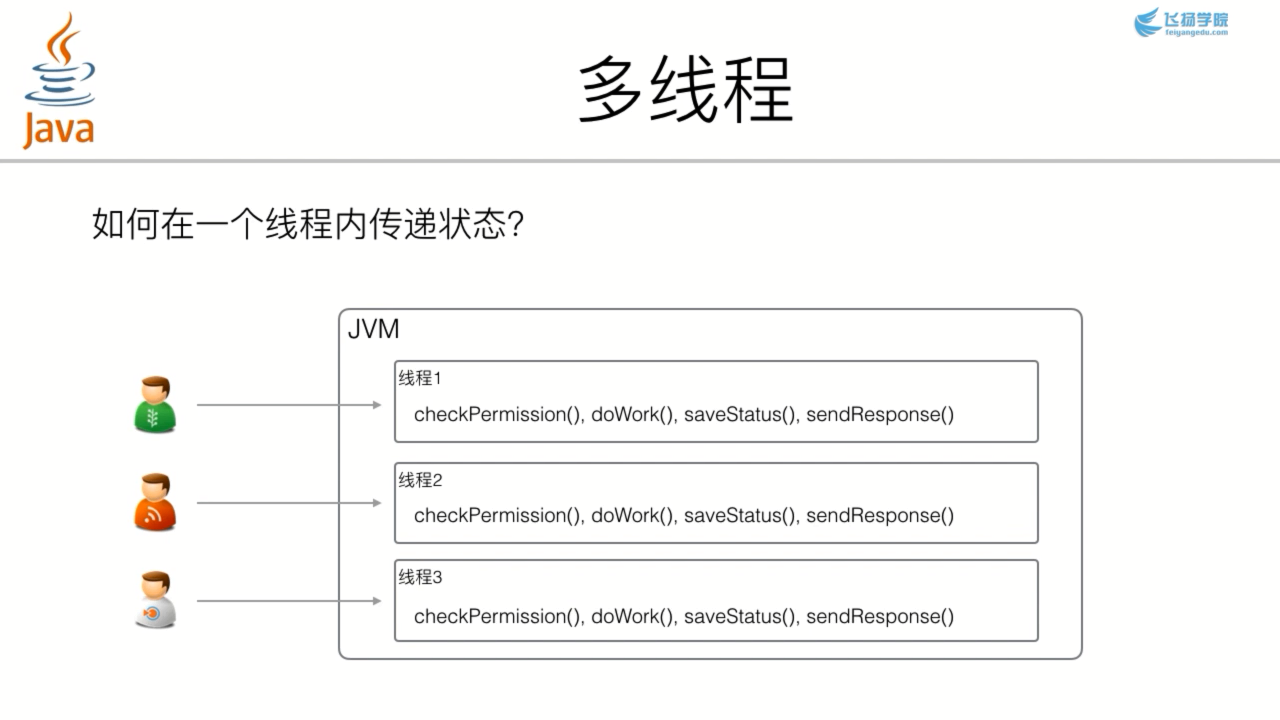 飞扬学院
feiyangedu.com
Java
多线程
如何在一个线程内传递状态?
JVM
线程1
checkPermission(), doWork(), saveStatus(), sendResponse()
线程2
checkPermission(), doWork(), saveStatus(), sendResponse()
线程3
checkPermission(), doWork(), saveStatus(), sendResponse()